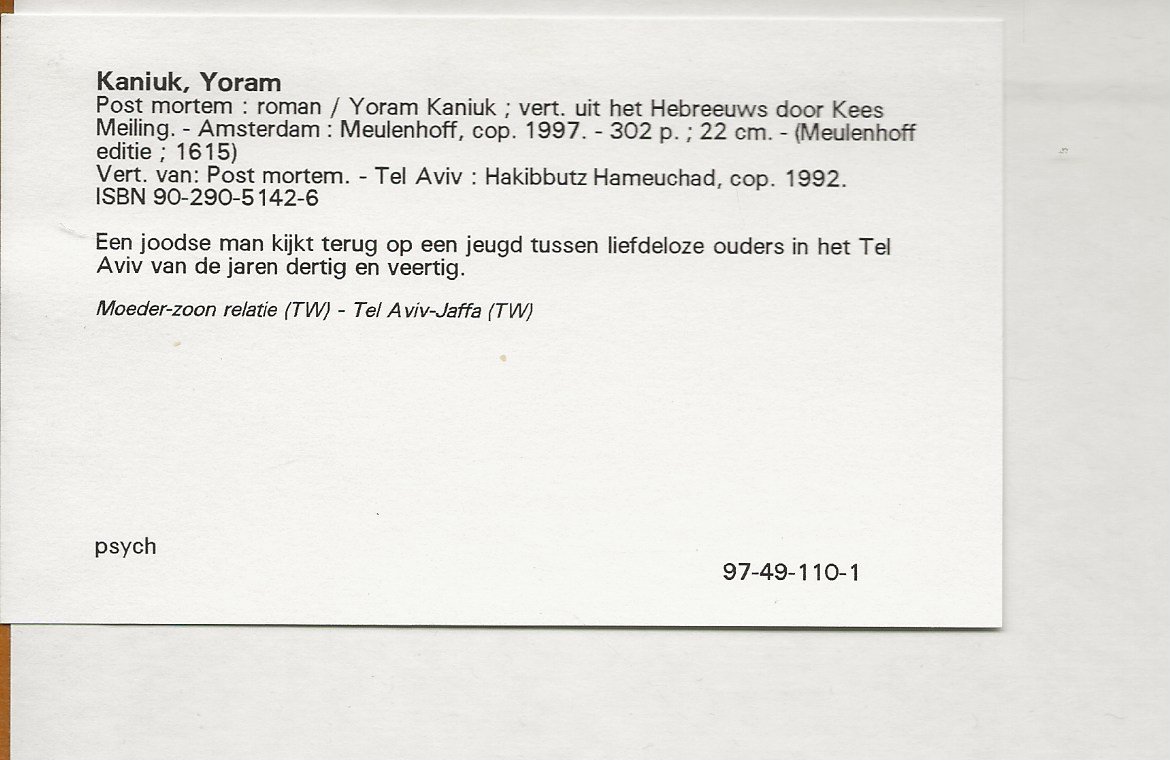 Kaniuk, Yoram
Post mortem : roman / Yoram Kaniuk ; vert. uit het Hebreeuws door Kees
Meiling. - Amsterdam : Meulenhoff, cop. 1997. - 302 p. ; 22 cm. - (Meulenhoff
editie ; 1615)
Vert. van: Post mortem. - Tel Aviv : Hakibbutz Hameuchad, cop. 1992.
ISBN 90-290-5142-6
Een joodse man kijkt terug op een jeugd tussen liefdeloze ouders in het Tel
Aviv van de jaren dertig en veertig.
Moeder-zoon relatie (TW) - Tel Aviv-Jaffa (TW)
psych
97-49-110-1